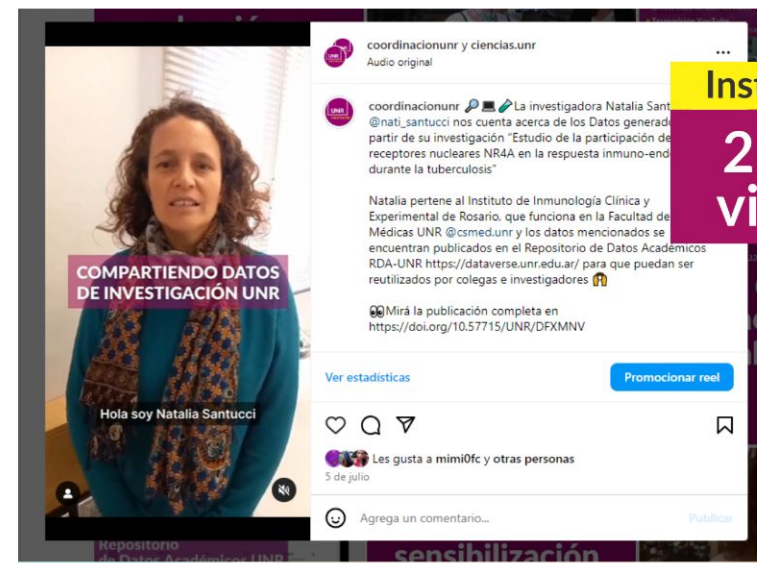 coordinacionunr y ciencias.unr
Audio original
coordinacionunr 🔎💻🧪La investigadora Natalia Sant
@nati_santucci nos cuenta acerca de los Datos generado
partir de su investigación "Estudio de la participación de
receptores nucleares NR4A en la respuesta inmuno-end
durante la tuberculosis"
Natalia pertene al Instituto de Inmunología Clínica y
Experimental de Rosario, que funciona en la Facultad de
Médicas UNR @csmed.unr y los datos mencionados se
encuentran publicados en el Repositorio de Datos Académicos
RDA-UNR https://dataverse.unr.edu.ar/ para que puedan ser
reutilizados por colegas e investigadores
👀Mirá la publicación completa en
https://doi.org/10.57715/UNR/DFXMNV
Ver estadísticas
Promocionar reel
Les gusta a mimi0fc y otras personas
5 de julio
Agrega un comentario...
Publicar
COMPARTIENDO DATOS
DE INVESTIGACIÓN UNR
Hola soy Natalia Santucci
UNR
Inst
2
vi
Repositorio
de Datos Académicos UNR
sensibilización